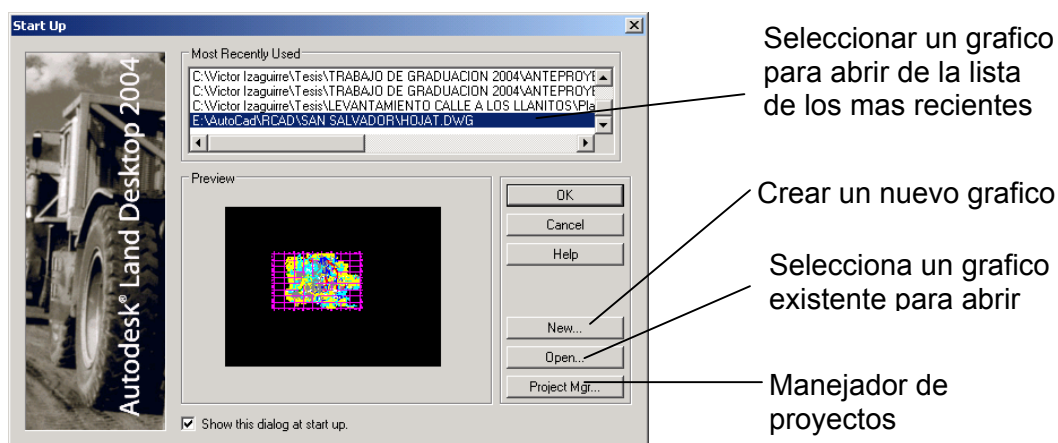 Start Up
Autodesk® Land Desktop 2004
Most Recently Used
C:\Victor Izaguirre\Tesis\TRABAJO DE GRADUACION 2004\ANTEPROYE
C:\Victor Izaguirre\Tesis\TRABAJO DE GRADUACION 2004\ANTEPROYE
C:\Victor Izaguirre\Tesis\LEVANTAMIENTO CALLE A LOS LLANITOS\Pla
E:\AutoCad\RCAD\SAN SALVADOR\HOJAT.DWG
Preview
OK
Cancel
Help
New...
Open...
Project Mgr...
Show this dialog at start up.
Seleccionar un grafico
para abrir de la lista
de los mas recientes
Crear un nuevo grafico
Selecciona un grafico
existente para abrir
Manejador de
proyectos